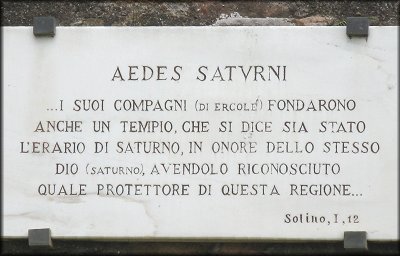 AEDES SATVRNI
...I SUOI COMPAGNI (DI ERCOLE) FONDARONO
ANCHE UN TEMPIO, CHE SI DICE SIA STATO
L'ERARIO DI SATURNO, IN ONORE DELLO STESSO
DIO (SATURNO), AVENDOLO RICONOSCIUTO
QUALE PROTETTORE DI QUESTA REGIONE...
Solino, I, 12